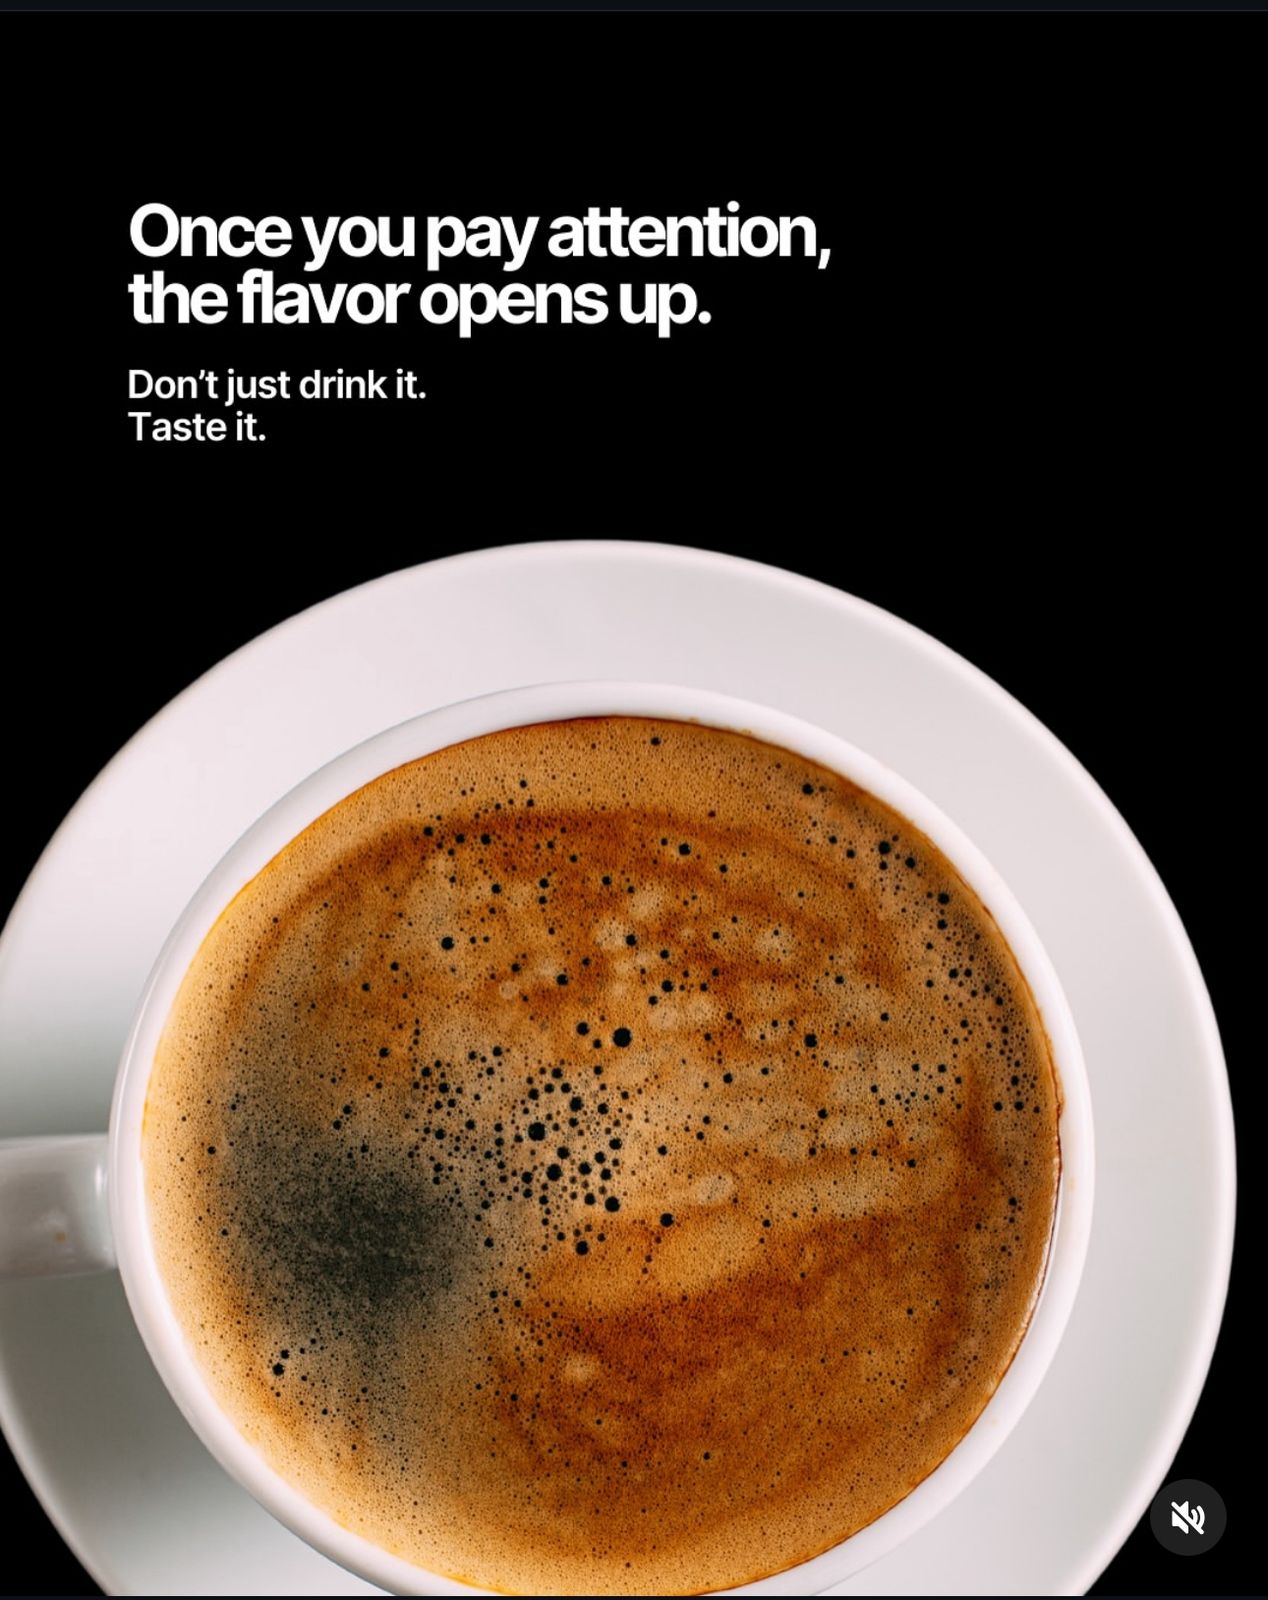 Once you pay attention,
the flavor opens up.
Don’t just drink it.
Taste it.